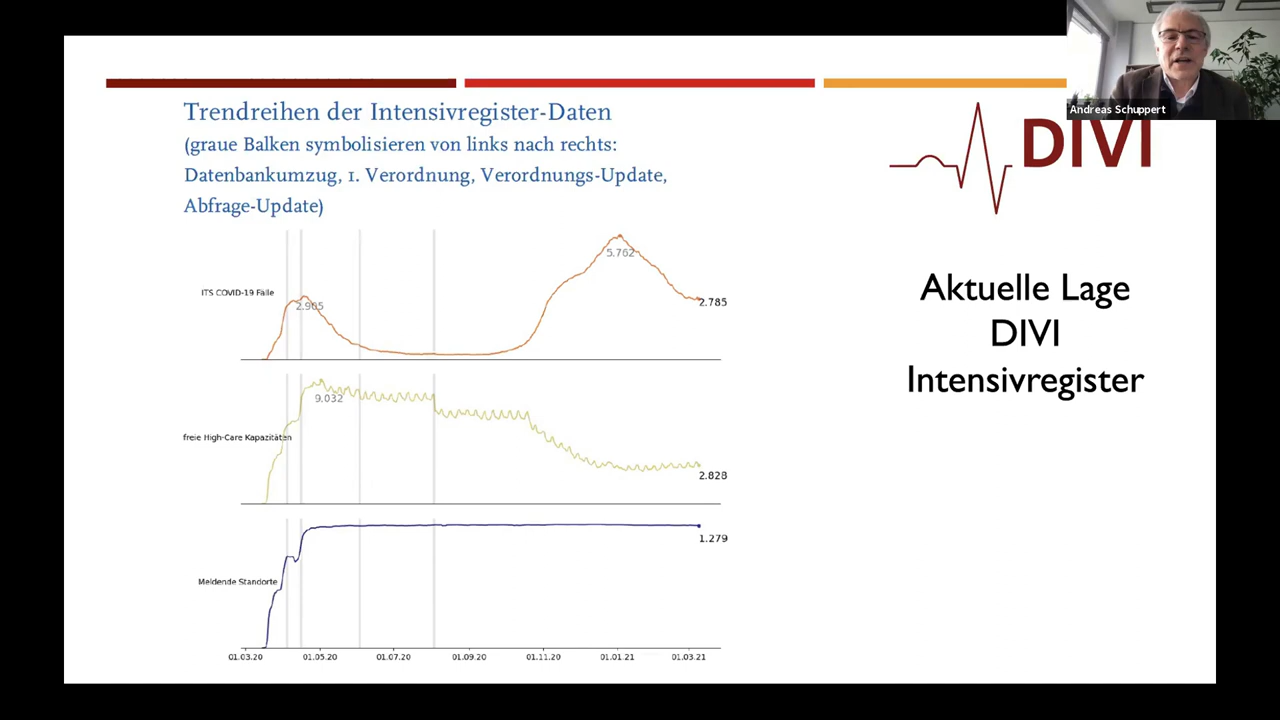 Andreas Schuppert
Trendreihen der Intensivregister-Daten
(graue Balken symbolisieren von links nach rechts:
Datenbankumzug, 1. Verordnung, Verordnungs-Update,
Abfrage-Update)
DIVI
Aktuelle Lage
DIVI
Intensivregister
ITS COVID-19 Fälle
2.905
5.762
2.785
freie High-Care Kapazitäten
9.032
2.828
Meldende Standorte
1.279
01.03.20 01.05.20 01.07.20 01.09.20 01.11.20 01.01.21 01.03.21